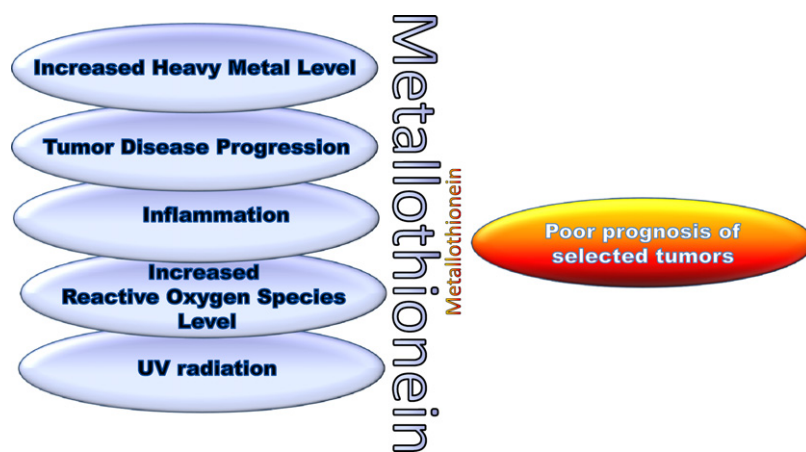 Increased Heavy Metal Level
Tumor Disease Progression
Inflammation
Increased
Reactive Oxygen Species
Level
UV radiation
Metallothionein
Metallothionein
Poor prognosis of
selected tumors